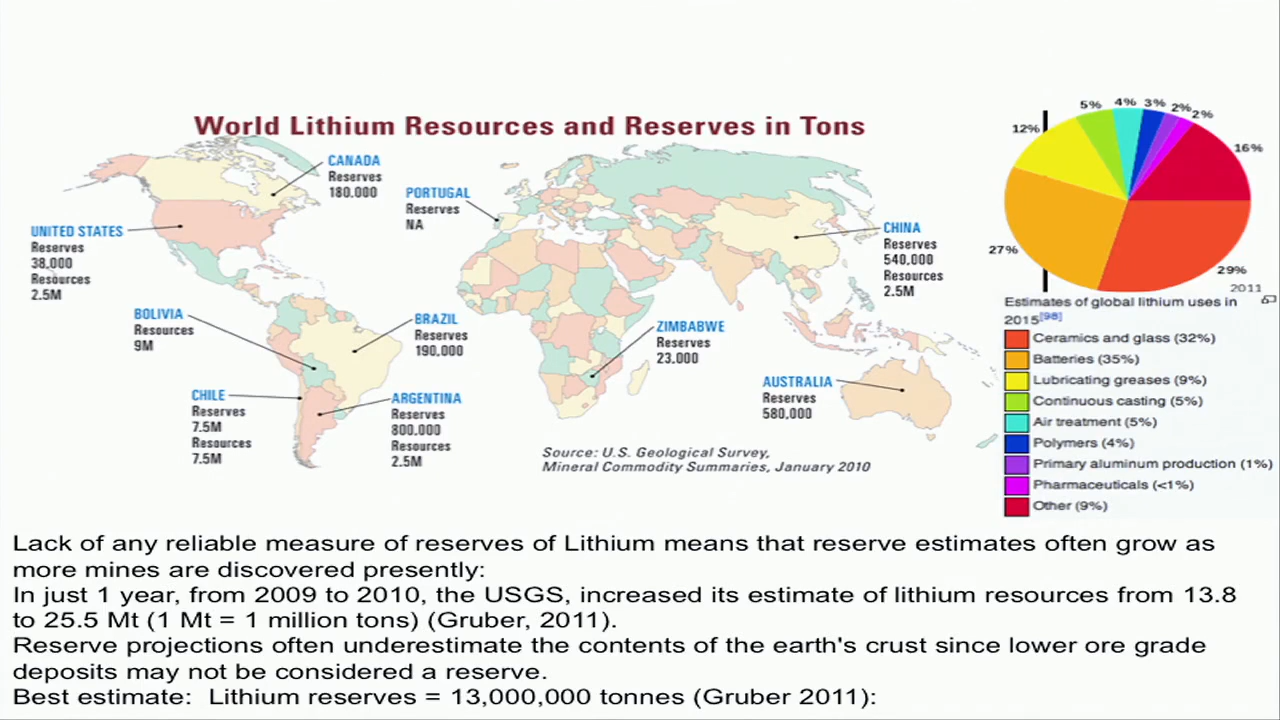 World Lithium Resources and Reserves in Tons
CANADA
Reserves
180.000
PORTUGAL
Reserves
NA
UNITED STATES
Reserves
38,000
Resources
2.5M
CHINA
Reserves
540,000
Resources
2.5M
BOLIVIA
Resources
9M
BRAZIL
Reserves
190,000
ZIMBABWE
Reserves
23,000
CHILE
Reserves
7.5M
Resources
7.5M
ARGENTINA
Reserves
800,000
Resources
2.5M
AUSTRALIA
Reserves
580,000
Source: U.S. Geological Survey,
Mineral Commodity Summaries, January 2010
5%
4%
3%
2%
2%
12%
16%
27%
29%
2011
Estimates of global lithium uses in
2015[98]
Ceramics and glass (32%)
Batteries (35%)
Lubricating greases (9%)
Continuous casting (5%)
Air treatment (5%)
Polymers (4%)
Primary aluminum production (1%)
Pharmaceuticals (<1%)
Other (9%)
Lack of any reliable measure of reserves of Lithium means that reserve estimates often grow as
more mines are discovered presently:
In just 1 year, from 2009 to 2010, the USGS, increased its estimate of lithium resources from 13.8
to 25.5 Mt (1 Mt = 1 million tons) (Gruber, 2011).
Reserve projections often underestimate the contents of the earth's crust since lower ore grade
deposits may not be considered a reserve.
Best estimate: Lithium reserves = 13,000,000 tonnes (Gruber 2011):